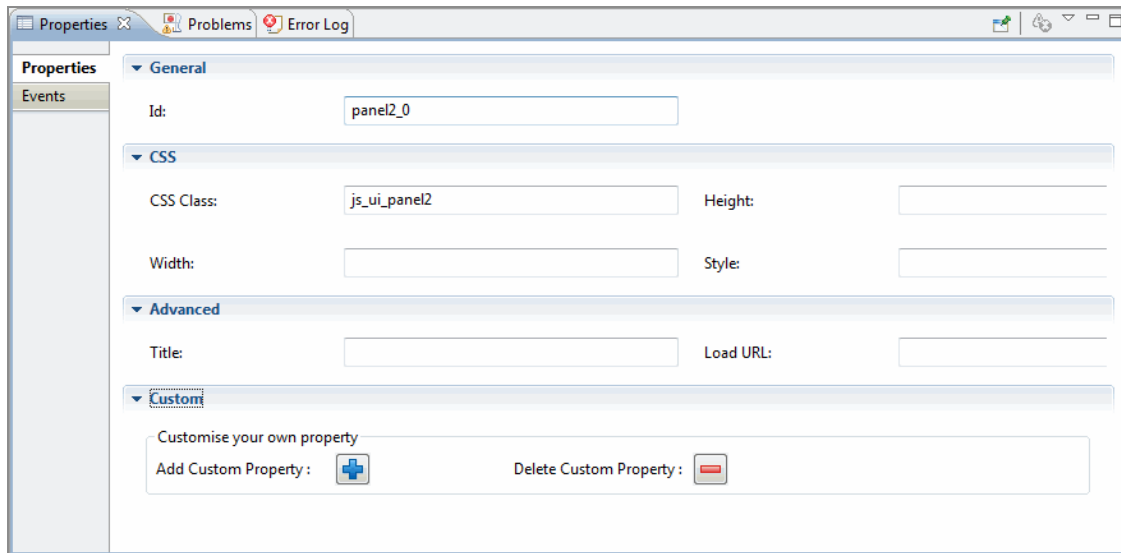 Properties Problems Error Log
Properties
Events
General
Id: panel2_0
CSS
CSS Class: js_ui_panel2 Height:
Width: Style:
Advanced
Title: Load URL:
Custom
Customise your own property
Add Custom Property : Delete Custom Property :